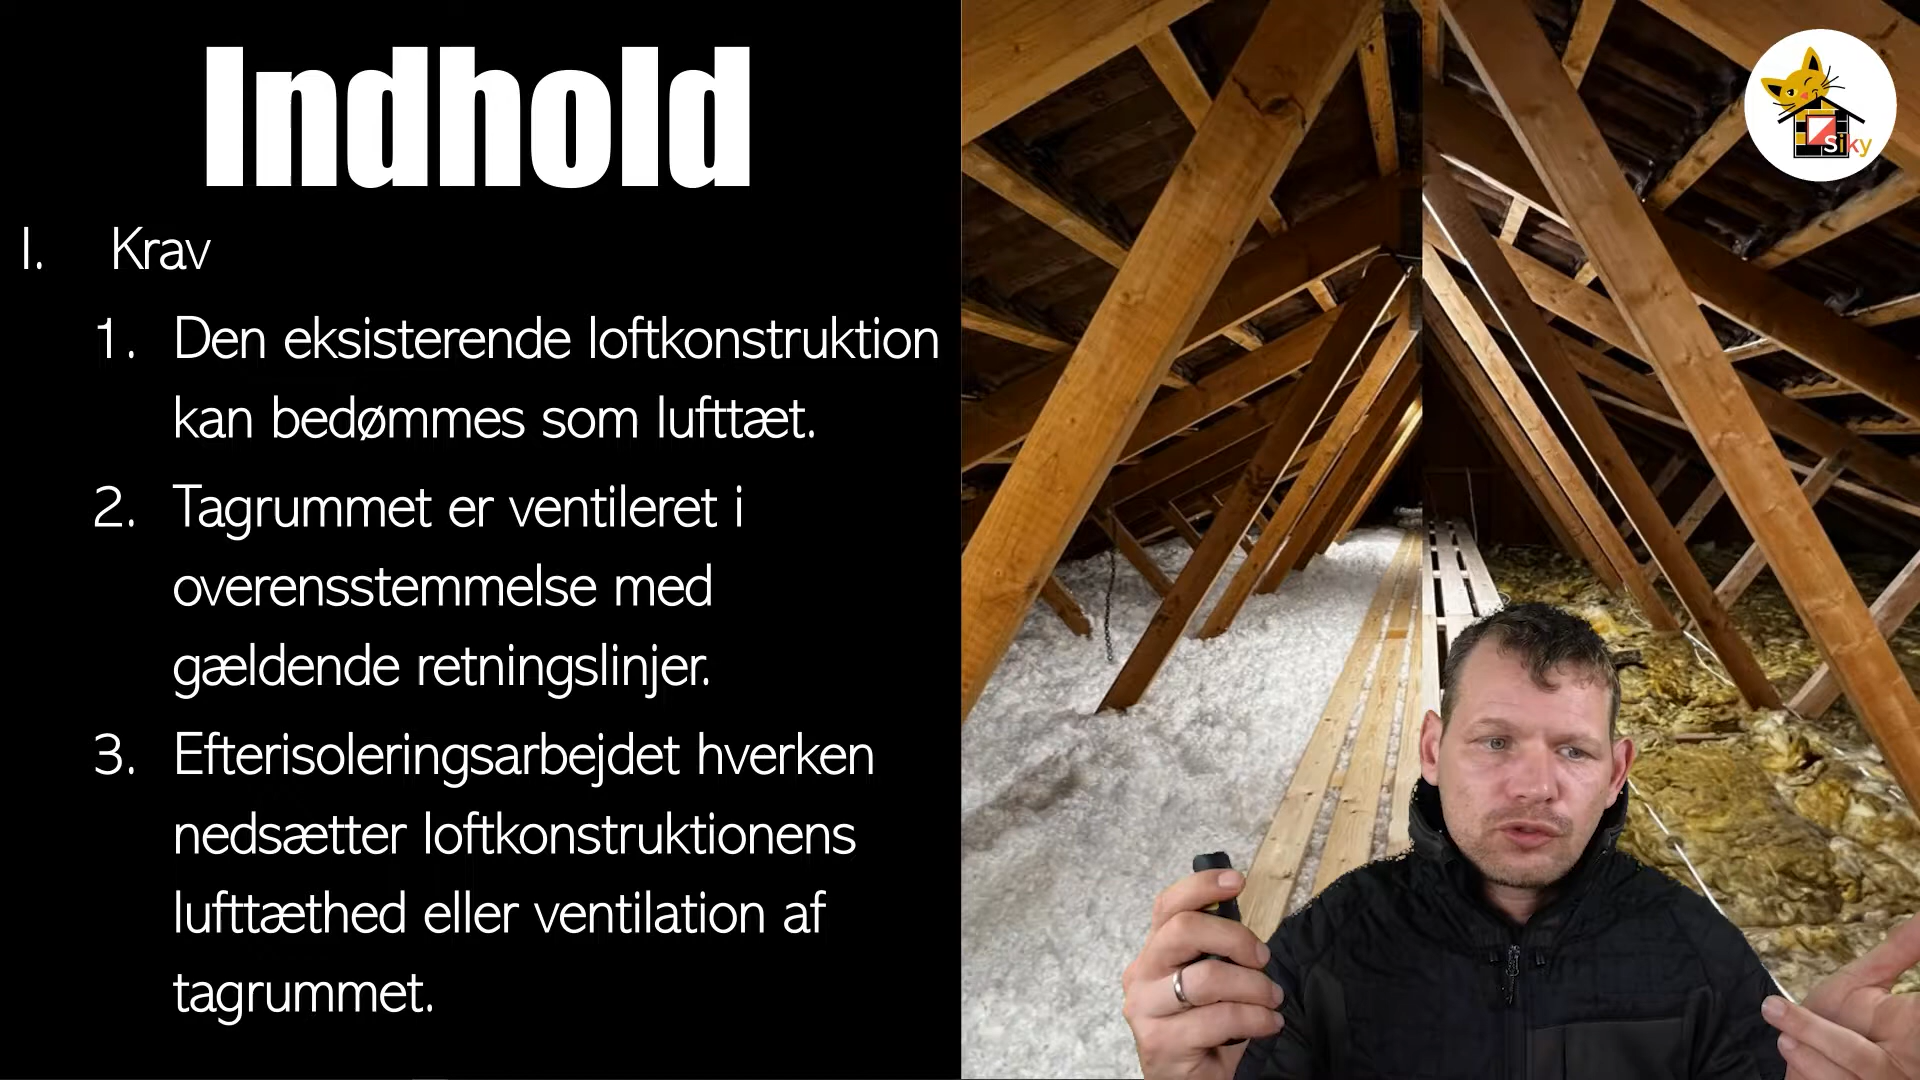 Indhold
I. Krav
1. Den eksisterende loftkonstruktion
kan bedømmes som lufttæt.
2. Tagrummet er ventileret i
overensstemmelse med
gældende retningslinjer.
3. Efterisoleringsarbejdet hverken
nedsætter loftkonstruktionens
lufttæthed eller ventilation af
tagrummet.
Siky